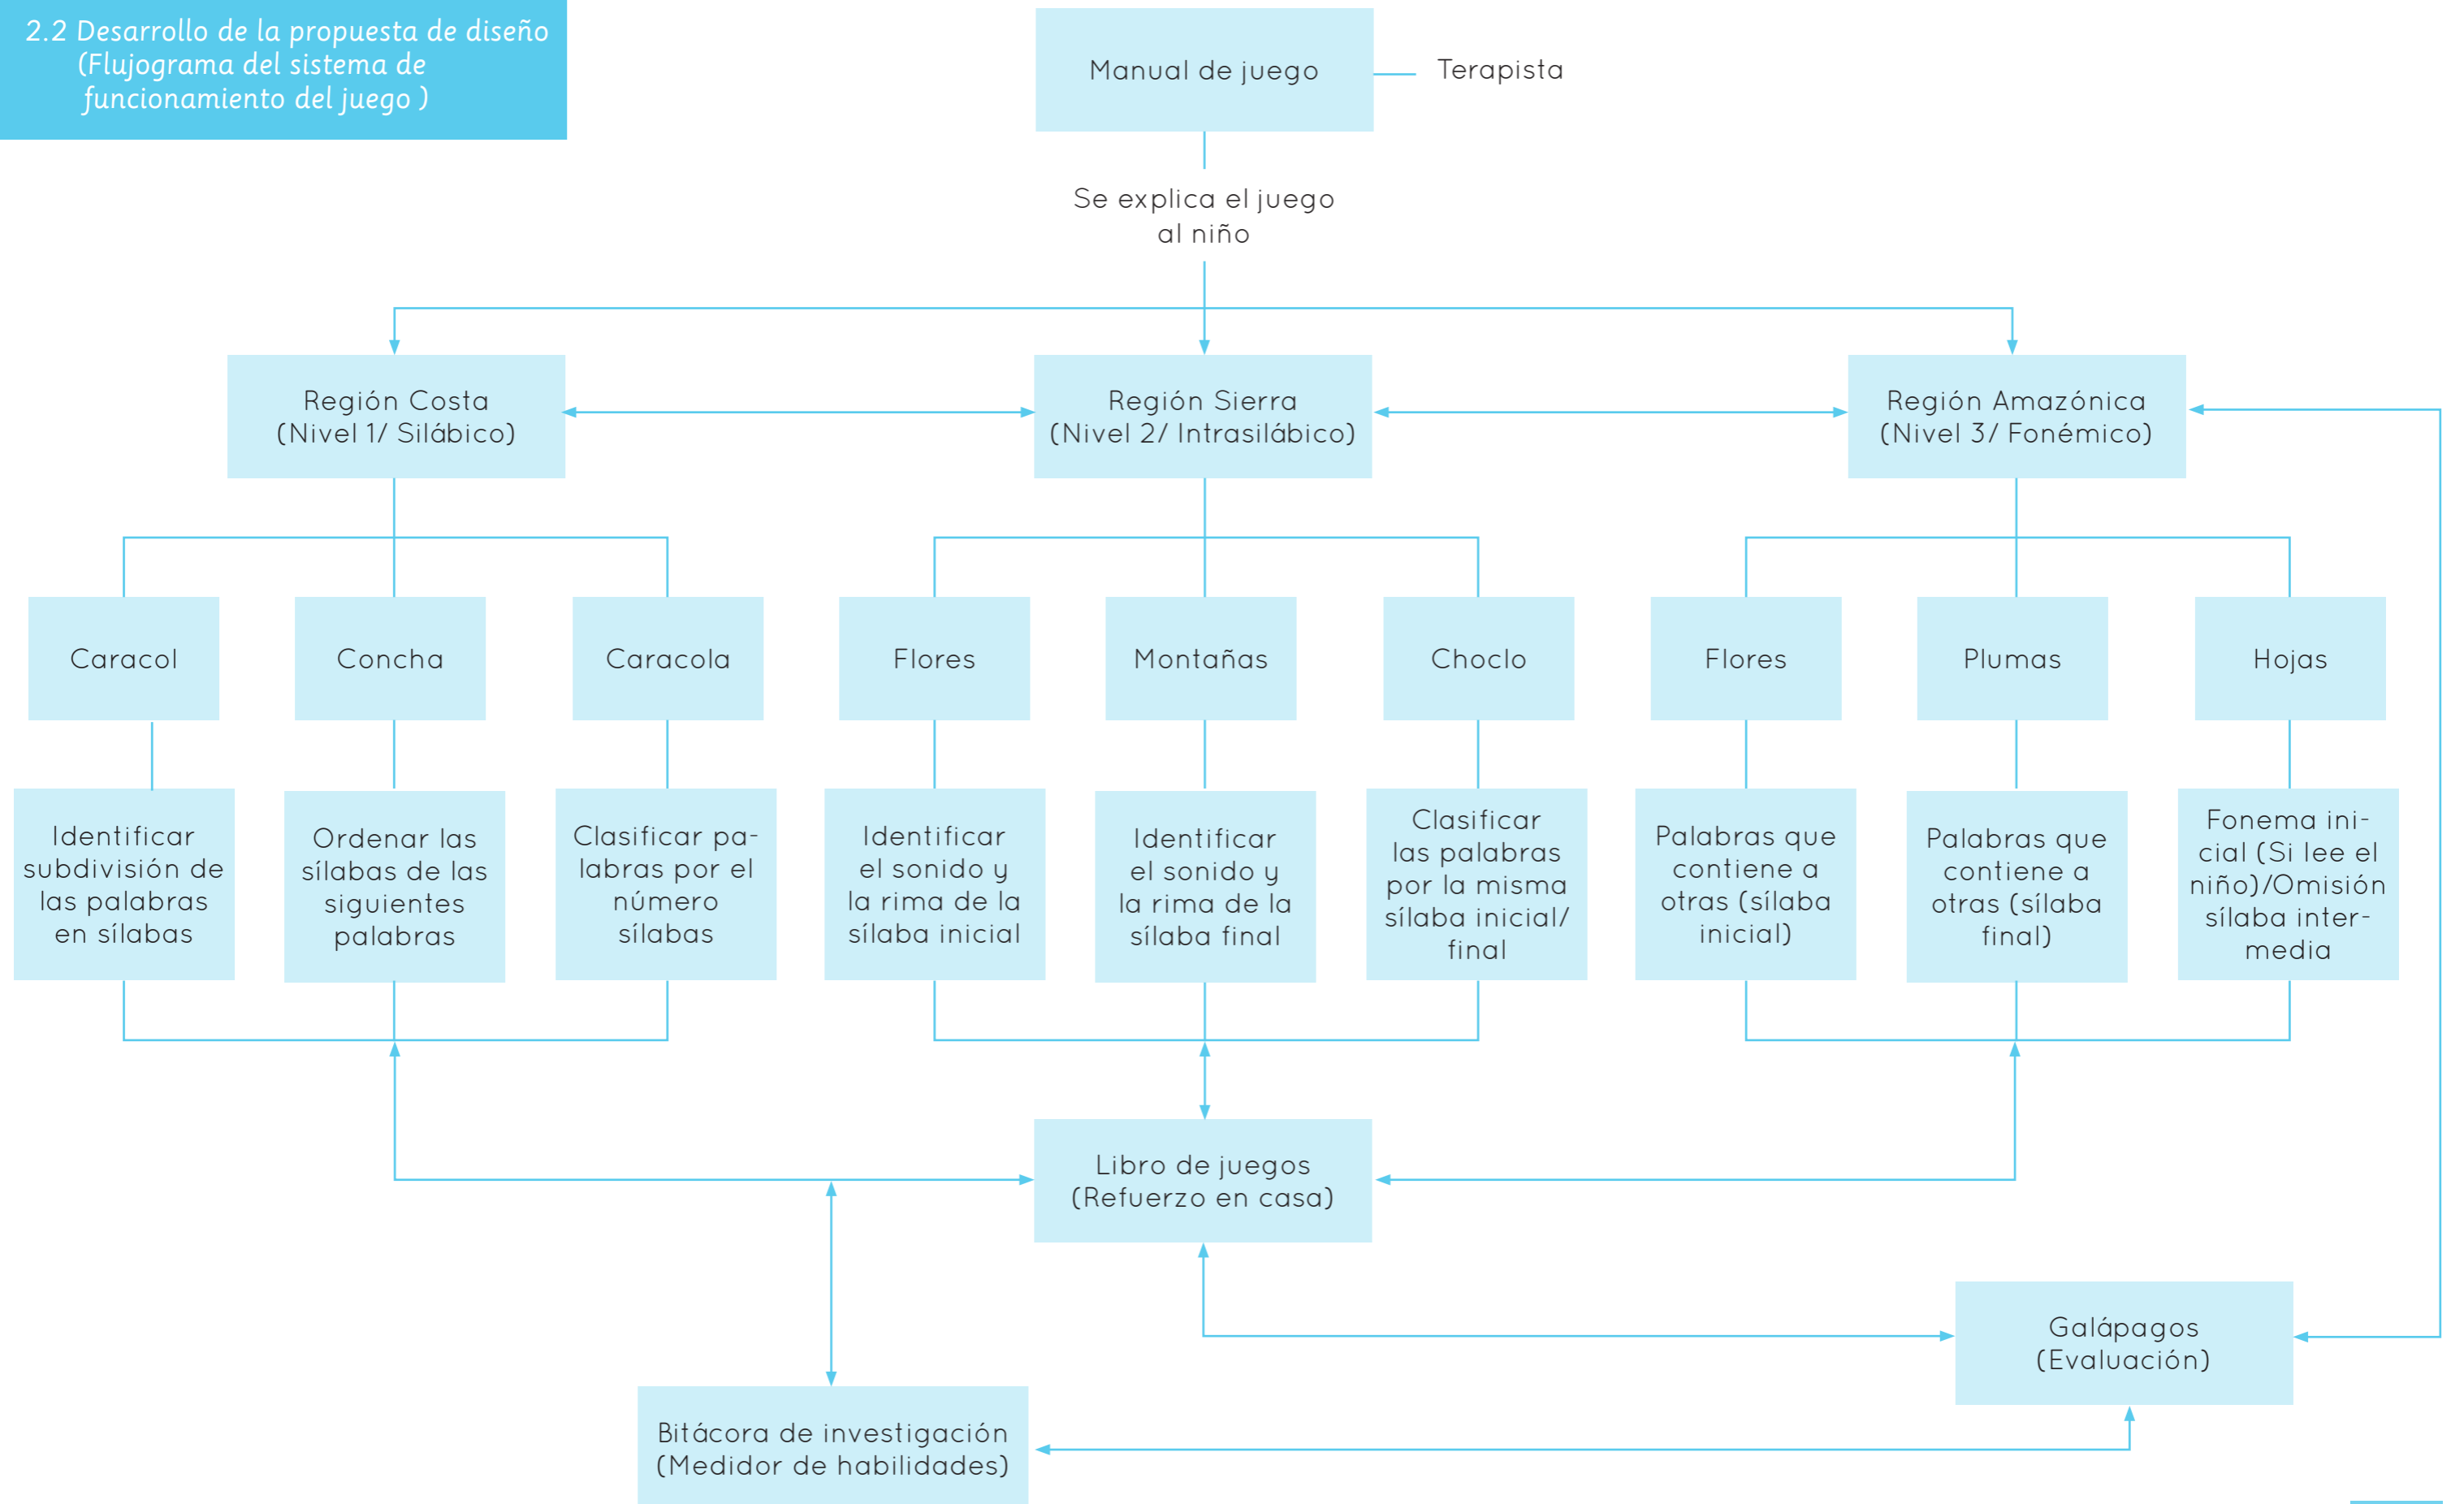 2.2 Desarrollo de la propuesta de diseño
(Flujograma del sistema de
funcionamiento del juego )
Manual de juego
Terapista
Se explica el juego
al niño
Región Costa
(Nivel 1/ Silábico)
Región Sierra
(Nivel 2/ Intrasilábico)
Región Amazónica
(Nivel 3/ Fonémico)
Caracol
Concha
Caracola
Flores
Montañas
Choclo
Flores
Plumas
Hojas
Identificar
subdivisión de
las palabras
en sílabas
Ordenar las
sílabas de las
siguientes
palabras
Clasificar pa-
labras por el
número
sílabas
Identificar
el sonido y
la rima de la
sílaba inicial
Identificar
el sonido y
la rima de la
sílaba final
Clasificar
las palabras
por la misma
sílaba inicial/
final
Palabras que
contiene a
otras (sílaba
inicial)
Palabras que
contiene a
otras (sílaba
final)
Fonema ini-
cial (Si lee el
niño)/Omisión
sílaba inter-
media
Libro de juegos
(Refuerzo en casa)
Galápagos
(Evaluación)
Bitácora de investigación
(Medidor de habilidades)